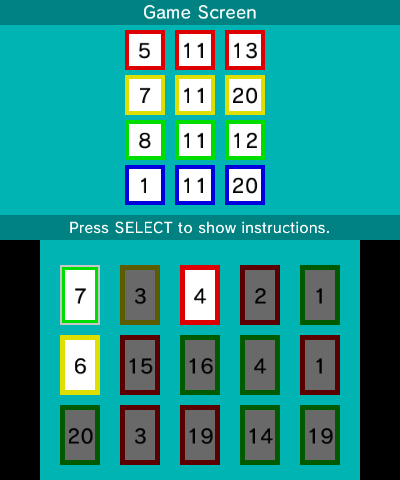 Game Screen
5 11 13
7 11 20
8 11 12
1 11 20
Press SELECT to show instructions.
7 3 4 2 1
6 15 16 4 1
20 3 19 14 19